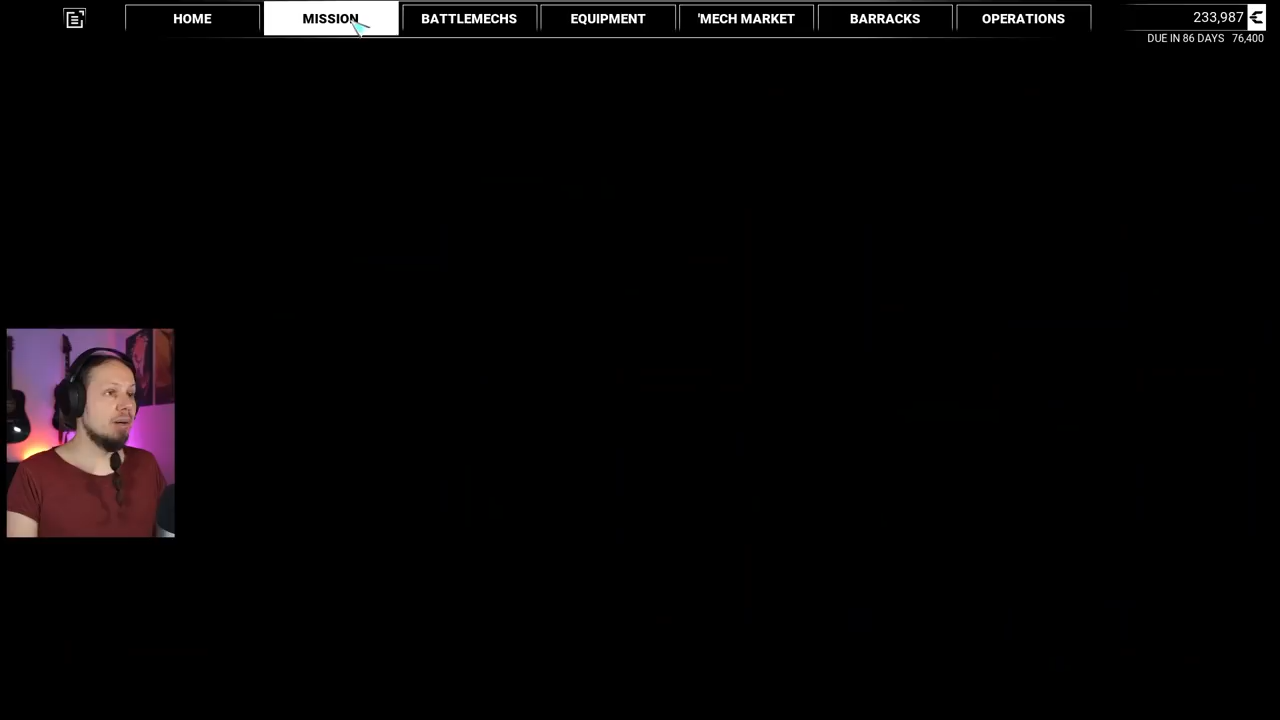 HOME
MISSION
BATTLEMECHS
EQUIPMENT
'MECH MARKET
BARRACKS
OPERATIONS
233,987
DUE IN 86 DAYS 76,400